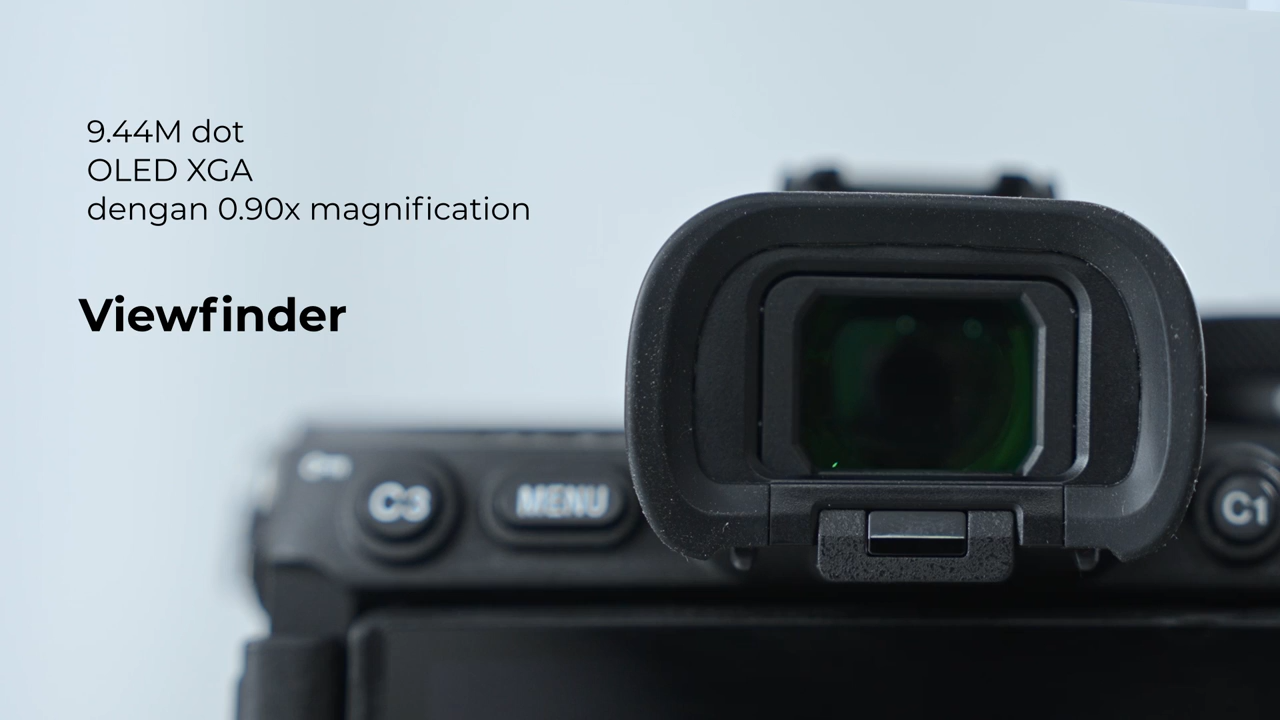 9.44M dot
OLED XGA
dengan 0.90x magnification
Viewfinder
C3
MENU
C1